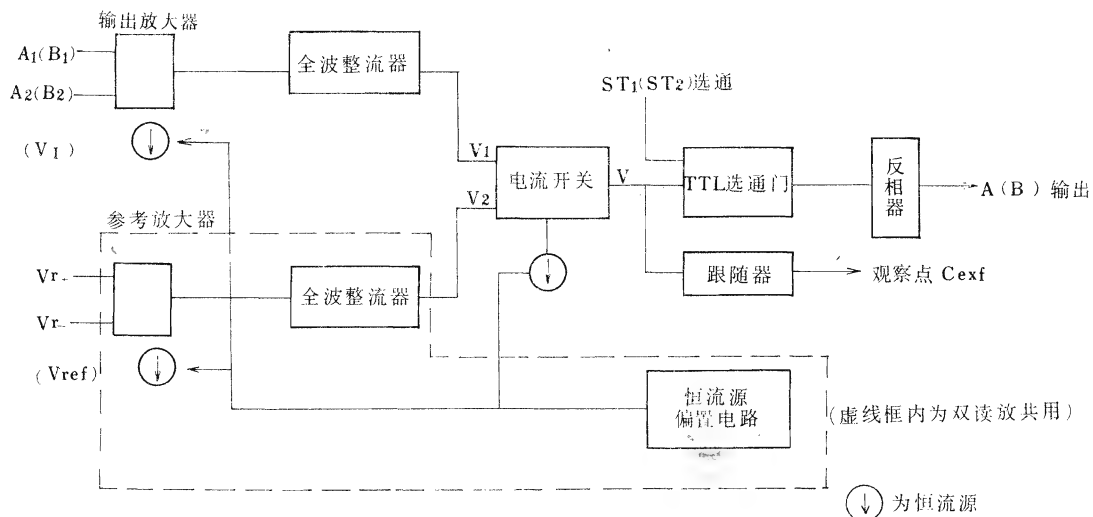 输出放大器
A1(B1)
A2(B2)
全波整流器
ST1(ST2)选通
(VI)
V1
V2
电流开关
V
TTL选通门
反相器
A(B)输出
参考放大器
Vr+
Vr-
全波整流器
跟随器
观察点 Cexf
(Vref)
恒流源
偏置电路
(虚线框内为双读放共用)
为恒流源